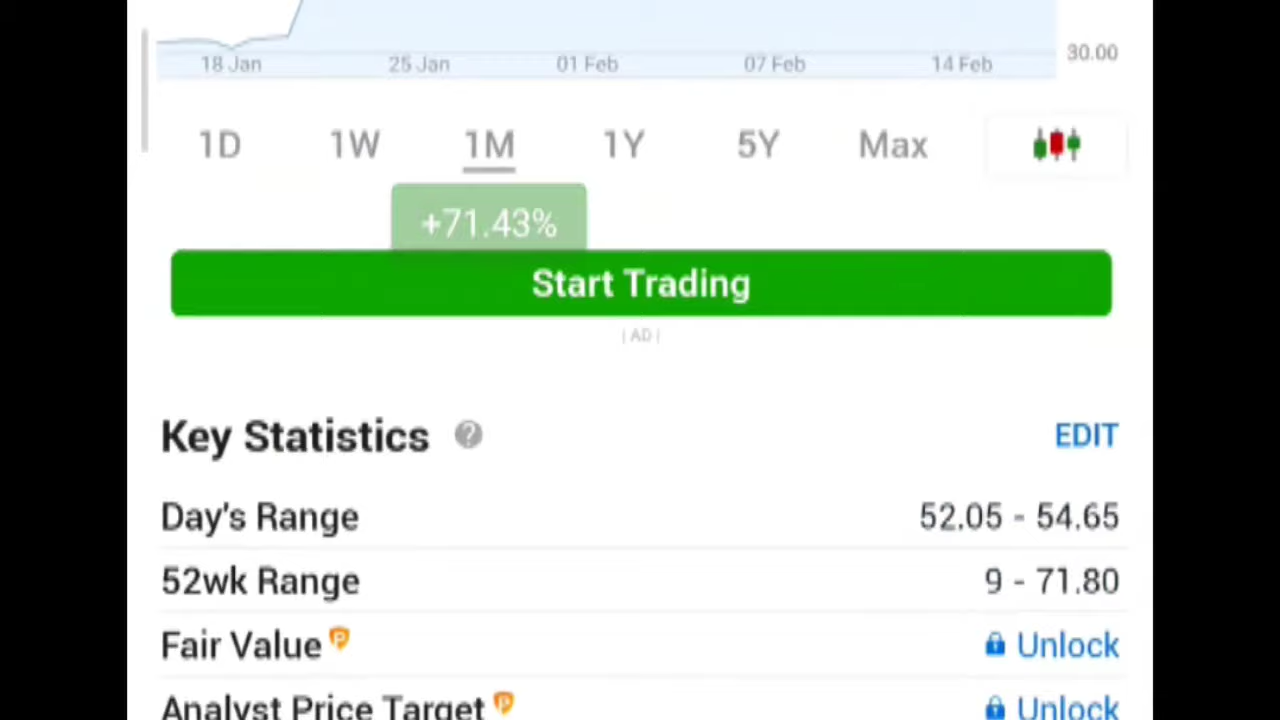 30.00
18 Jan 25 Jan 01 Feb 07 Feb 14 Feb
1D 1W 1M 1Y 5Y Max
+71.43%
Start Trading
| AD |
Key Statistics ? EDIT
Day's Range 52.05 - 54.65
52wk Range 9 - 71.80
Fair Value P Unlock
Analyst Price Target P Unlock